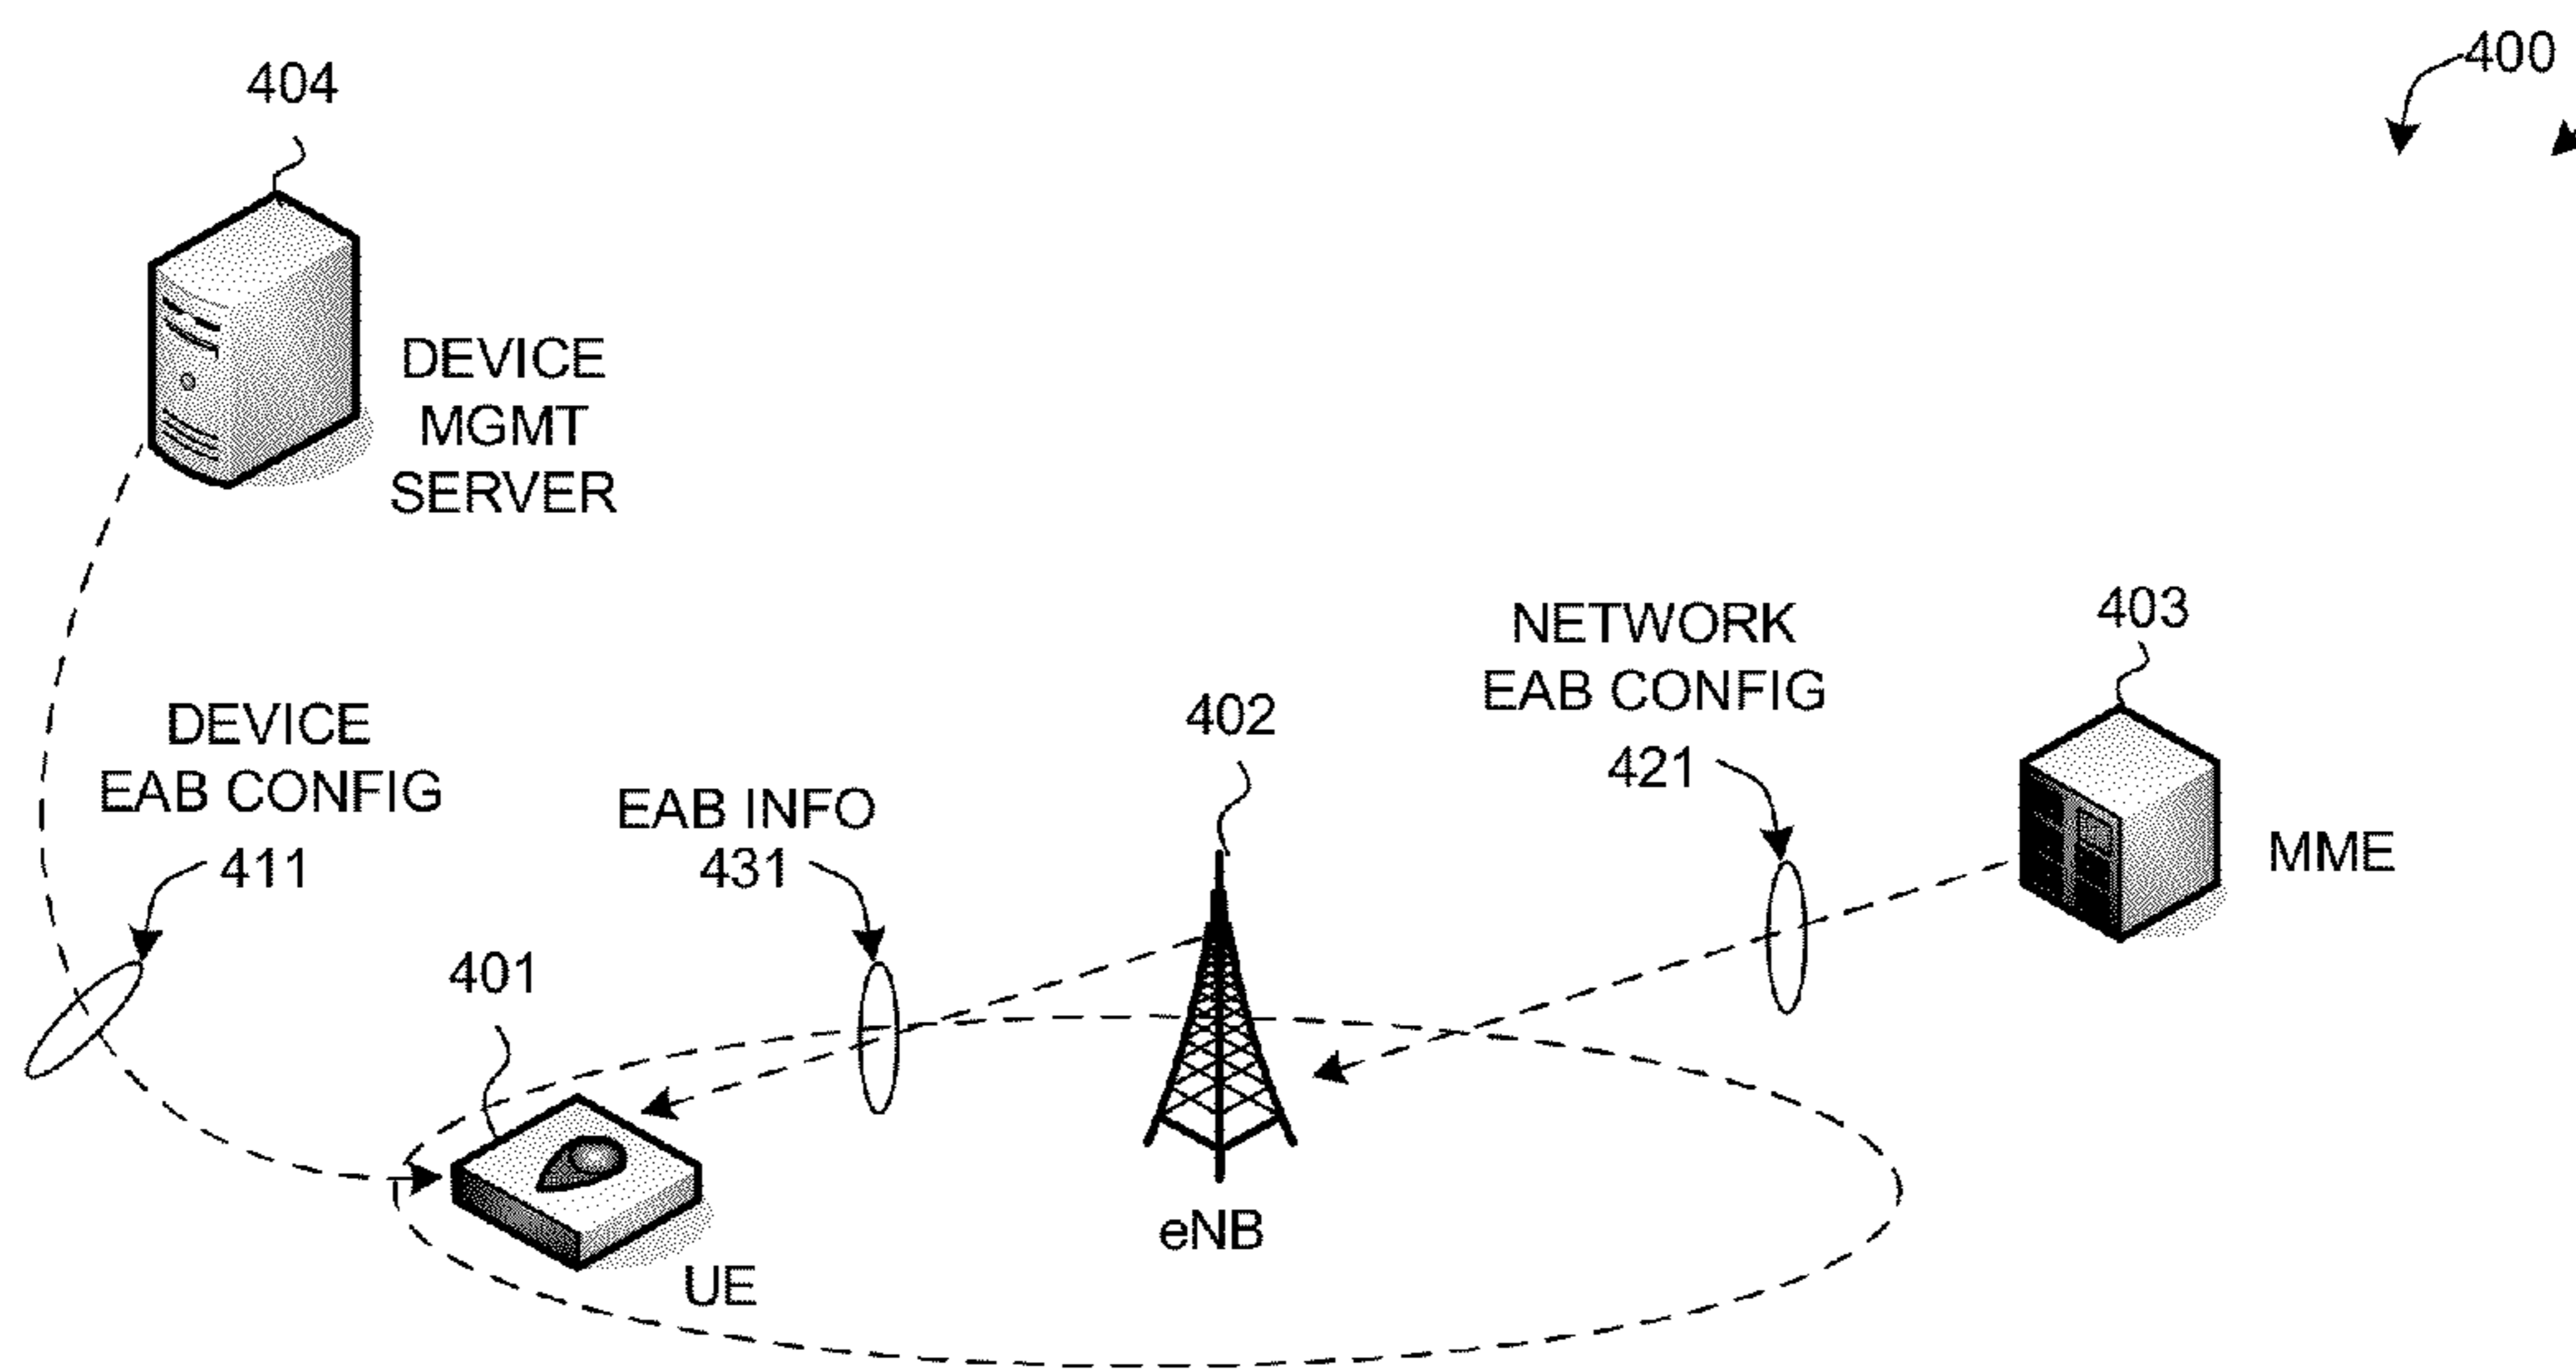 400
404
DEVICE
MGMT
SERVER
NETWORK
EAB CONFIG
421
403
MME
402
DEVICE
EAB CONFIG
411
EAB INFO
431
401
eNB
UE